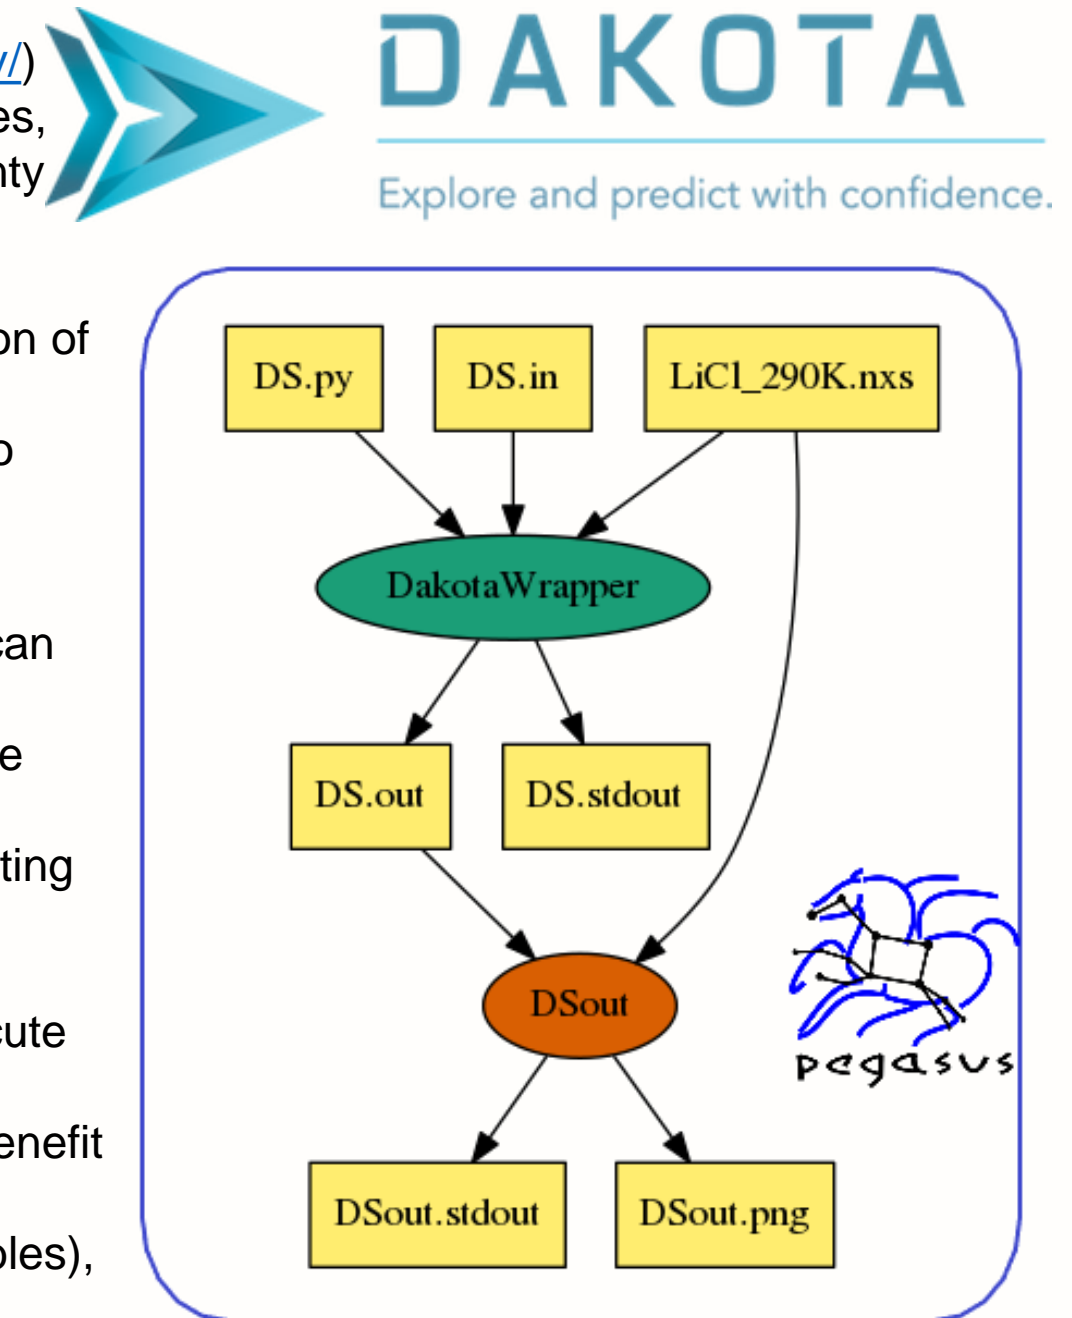 y/)
es,
nty
DAKOTA
Explore and predict with confidence.
on of
o
can
e
ting
cute
enefit
oles),
DS.py DS.in LiCl_290K.nxs
DakotaWrapper
DS.out DS.stdout
DSout
pegasus
DSout.stdout DSout.png